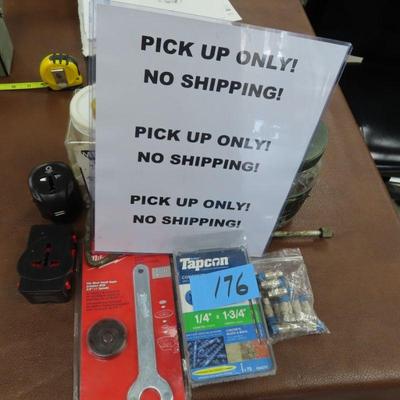 PICK UP ONLY!
NO SHIPPING!
PICK UP ONLY!
NO SHIPPING!
PICK UP ONLY!
NO SHIPPING!
Tapcon
176
1/4" x 1-3/4"